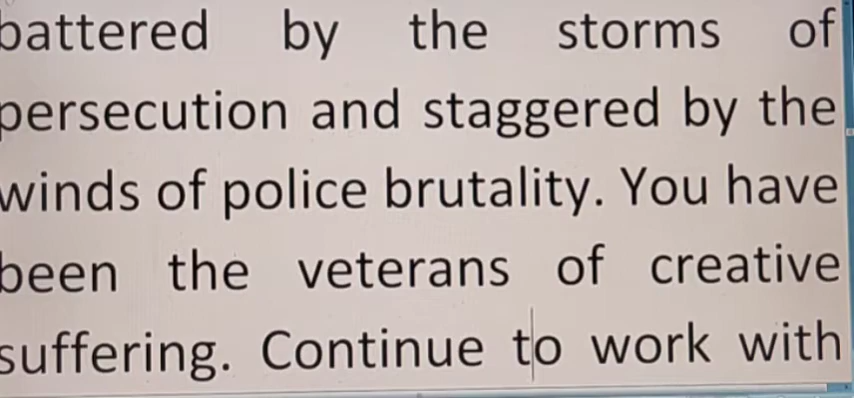 battered by the storms of
persecution and staggered by the
winds of police brutality. You have
been the veterans of creative
suffering. Continue to work with